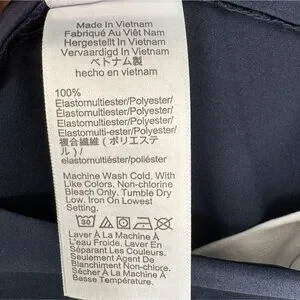 Made In Vietnam
Fabriqué Au Viêt Nam
Hergestellt In Vietnam
Vervaardigd In Vietnam
ベトナム製
hecho en vietnam
100%
Elastomultiester/Polyester/
Elastomultiester/Polyester/
Elastomultiester/Polyester/
Elastomulti-ester/Polyester/
複合繊維(ポリエステ
ル)/
elastomultiéster/poliéster
Machine Wash Cold. With
Like Colors. Non-chlorine
Bleach Only. Tumble Dry
Low. Iron On Lowest
Setting.
30
Laver À La Machine À
L'eau Froide. Laver En
Séparant Les Couleurs.
Seulement Agent De
Blanchiment Non-chloré.
Sécher À La Machine À
Basse Température.